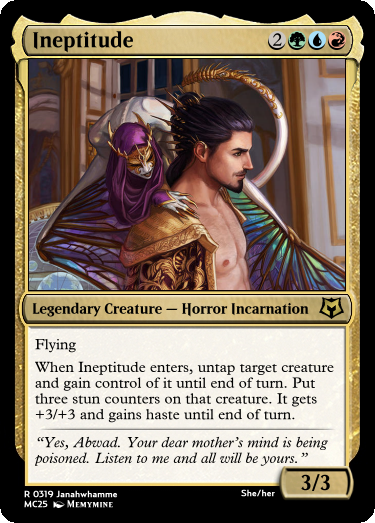 Ineptitude 2
Legendary Creature — Horror Incarnation
Flying
When Ineptitude enters, untap target creature
and gain control of it until end of turn. Put
three stun counters on that creature. It gets
+3/+3 and gains haste until end of turn.
“Yes, Abwad. Your dear mother’s mind is being
poisoned. Listen to me and all will be yours.”
3/3
R 0319 Janahwhamme She/her
MC25 Memymine